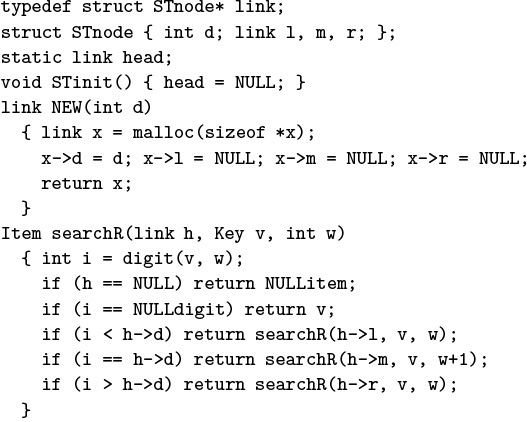 typedef struct STnode* link;
struct STnode { int d; link l, m, r; };
static link head;
void STinit() { head = NULL; }
link NEW(int d)
  { link x = malloc(sizeof *x);
    x->d = d; x->l = NULL; x->m = NULL; x->r = NULL;
    return x;
  }
Item searchR(link h, Key v, int w)
  { int i = digit(v, w);
    if (h == NULL) return NULLitem;
    if (i == NULLdigit) return v;
    if (i < h->d) return searchR(h->l, v, w);
    if (i == h->d) return searchR(h->m, v, w+1);
    if (i > h->d) return searchR(h->r, v, w);
  }